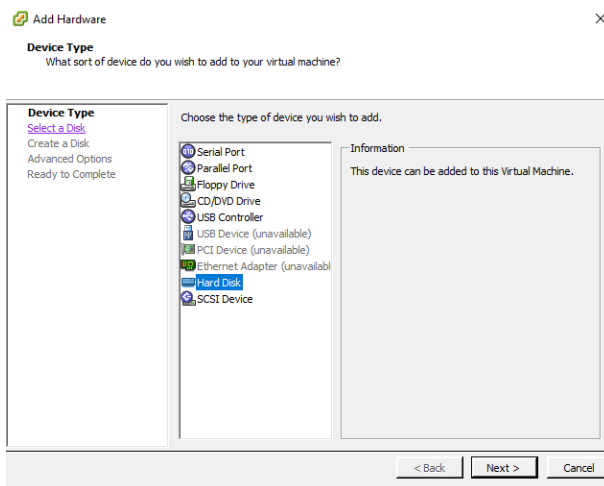 Add Hardware
Device Type
What sort of device do you wish to add to your virtual machine?
Device Type
Select a Disk
Create a Disk
Advanced Options
Ready to Complete
Choose the type of device you wish to add.
Serial Port
Parallel Port
Floppy Drive
CD/DVD Drive
USB Controller
USB Device (unavailable)
PCI Device (unavailable)
Ethernet Adapter (unavailabl
Hard Disk
SCSI Device
Information
This device can be added to this Virtual Machine.
< Back
Next >
Cancel